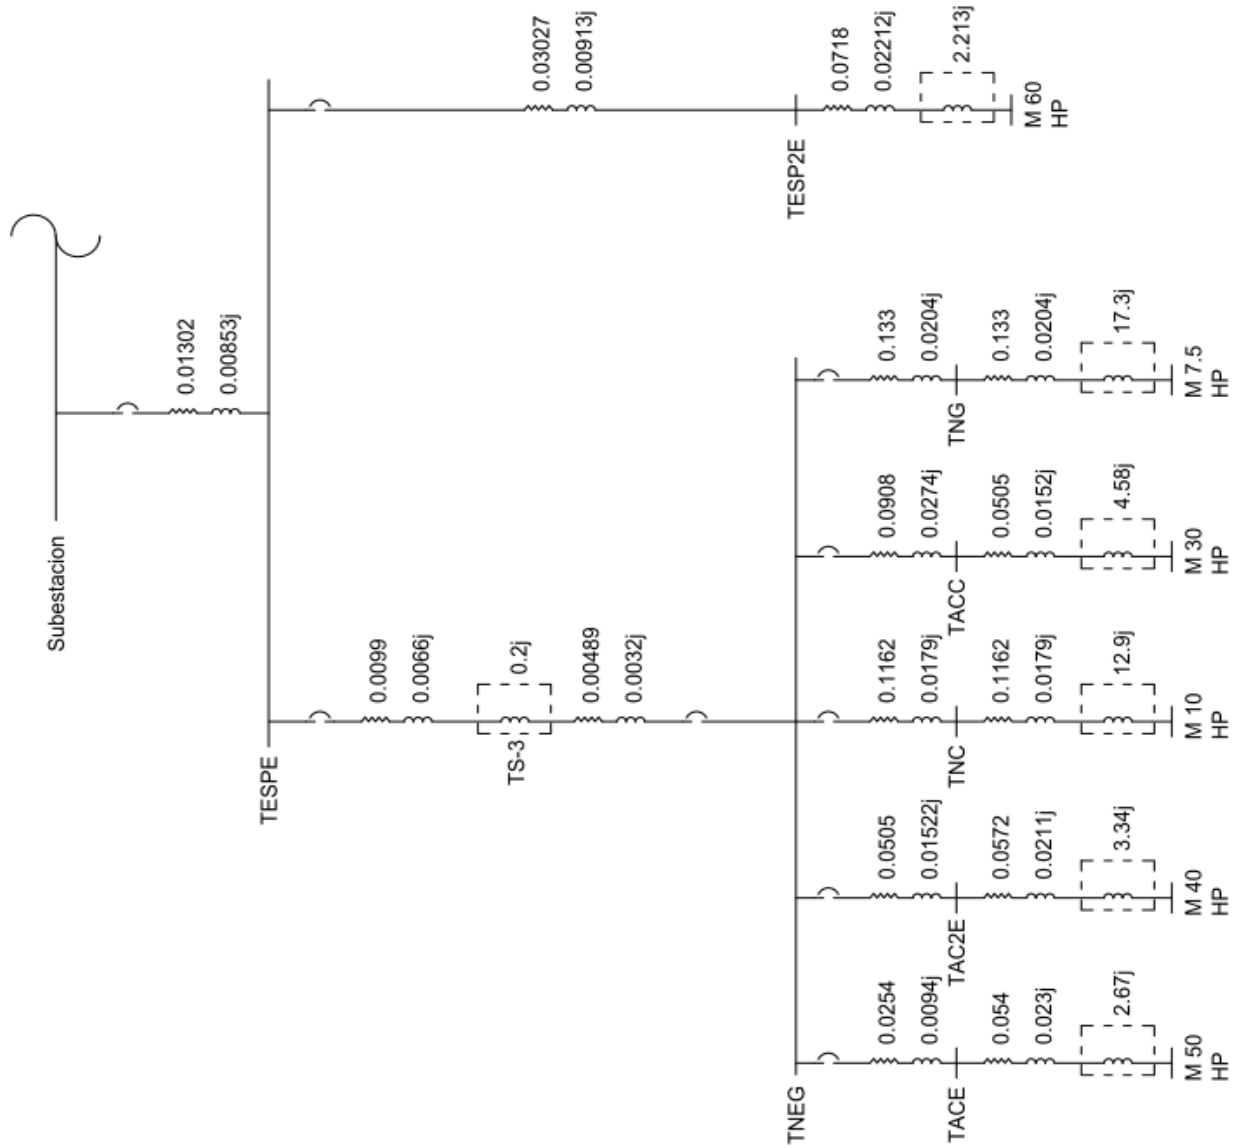 Subestacion
0.01302
0.00853j
TESPE
0.0099
0.0066j
0.2j
TS-3
0.00489
0.0032j
0.03027
0.00913j
TESP2E
0.0718
0.02212j
2.213j
M 60
HP
TNEG
0.0254
0.0094j
TACE
0.054
0.023j
2.67j
M 50
HP
0.0505
0.01522j
TAC2E
0.0572
0.0211j
3.34j
M 40
HP
0.1162
0.0179j
TNC
0.1162
0.0179j
12.9j
M 10
HP
0.0908
0.0274j
TACC
0.0505
0.0152j
4.58j
M 30
HP
0.133
0.0204j
TNG
0.133
0.0204j
17.3j
M 7.5
HP